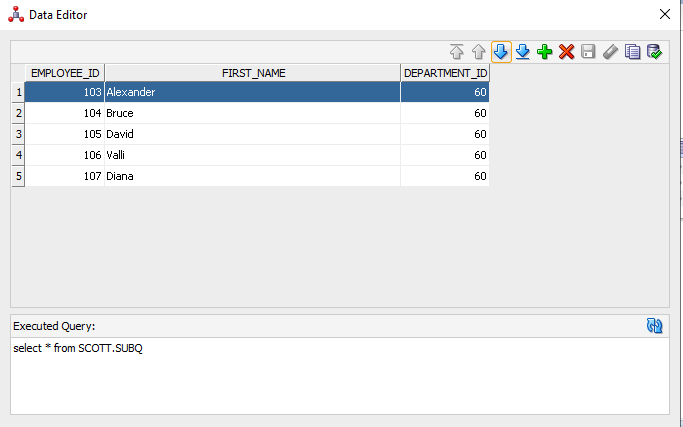 Data Editor
EMPLOYEE_ID FIRST_NAME DEPARTMENT_ID
1 103 Alexander 60
2 104 Bruce 60
3 105 David 60
4 106 Valli 60
5 107 Diana 60
Executed Query:
select * from SCOTT.SUBQ